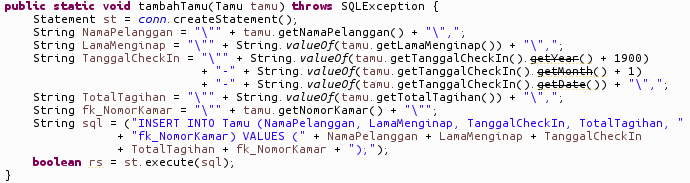 public static void tambahTamu(Tamu tamu) throws SQLException {
    Statement st = conn.createStatement();
    String NamaPelanggan = "\"" + tamu.getNamaPelanggan() + "\",";
    String LamaMenginap = "\"" + String.valueOf(tamu.getLamaMenginap()) + "\",";
    String TanggalCheckIn = "\"" + String.valueOf(tamu.getTanggalCheckIn().getYear() + 1900)
                            + "-" + String.valueOf(tamu.getTanggalCheckIn().getMonth() + 1)
                            + "-" + String.valueOf(tamu.getTanggalCheckIn().getDate()) + "\",";
    String TotalTagihan = "\"" + String.valueOf(tamu.getTotalTagihan()) + "\",";
    String fk_NomorKamar = "\"" + tamu.getNomorKamar() + "\"";
    String sql = ("INSERT INTO Tamu (NamaPelanggan, LamaMenginap, TanggalCheckIn, TotalTagihan, "
                + "fk_NomorKamar) VALUES (" + NamaPelanggan + LamaMenginap + TanggalCheckIn
                + TotalTagihan + fk_NomorKamar + ");");
    boolean rs = st.execute(sql);
}